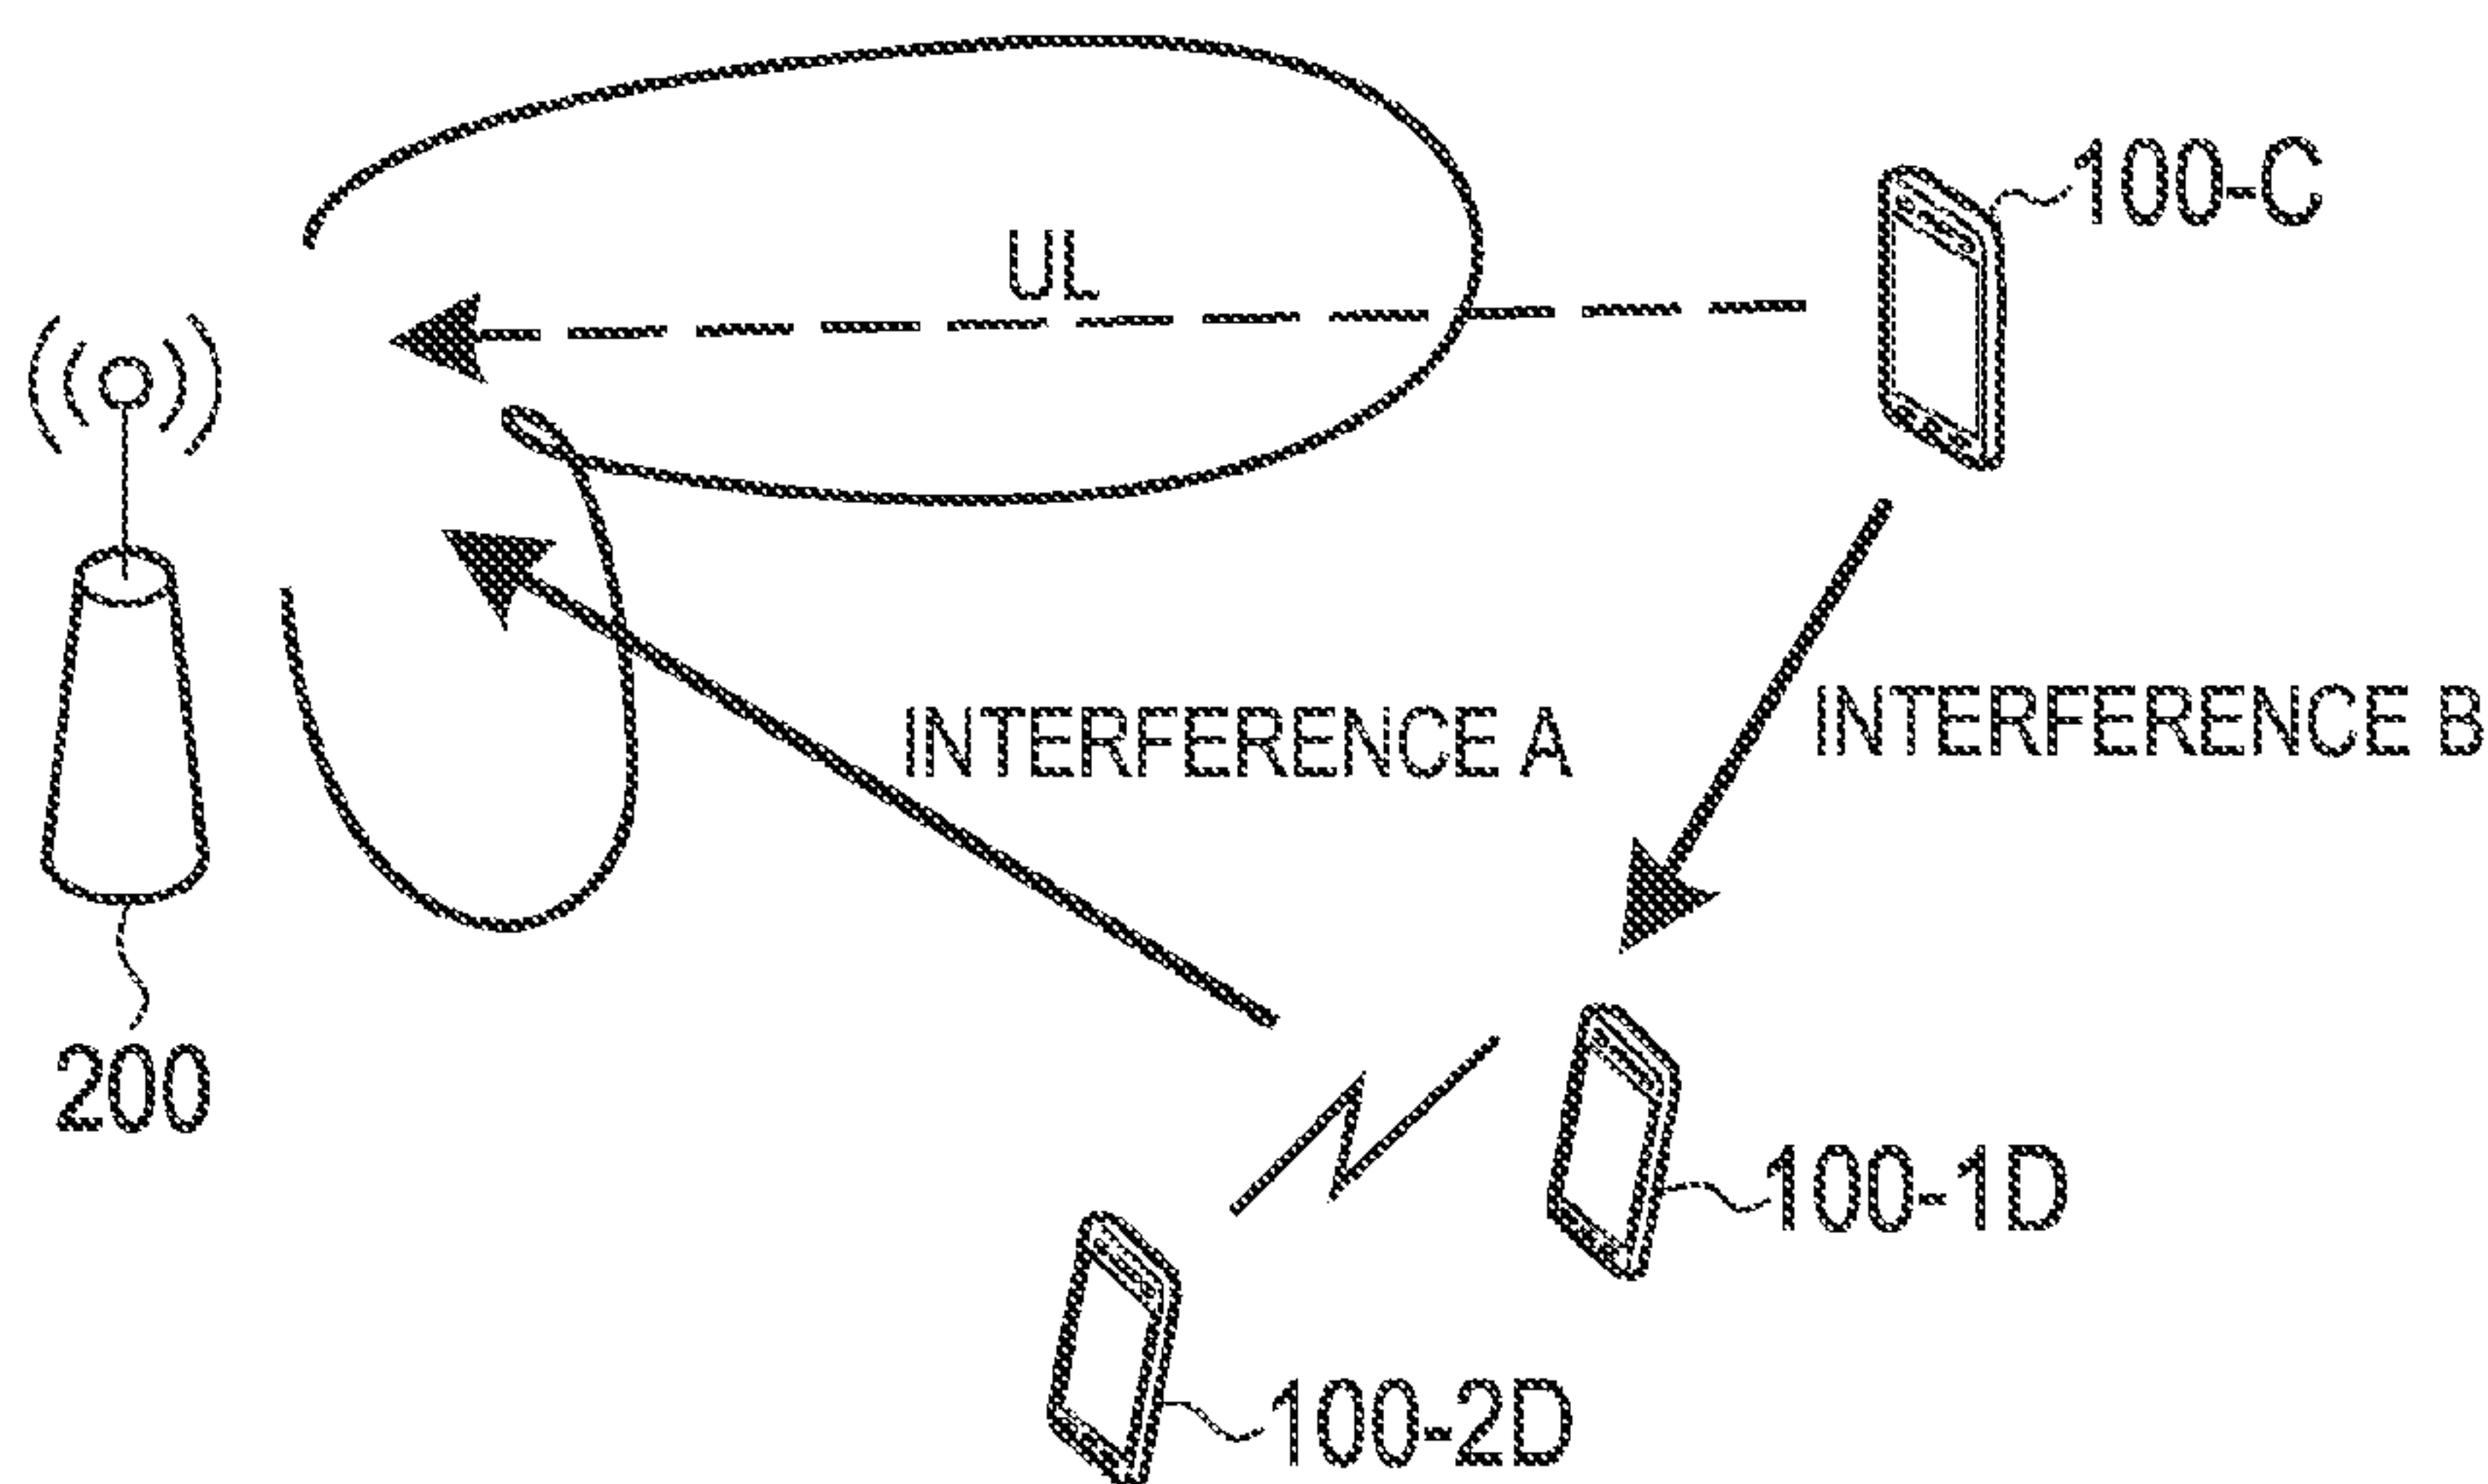 100-C
UL
INTERFERENCE A
INTERFERENCE B
200
100-1D
100-2D